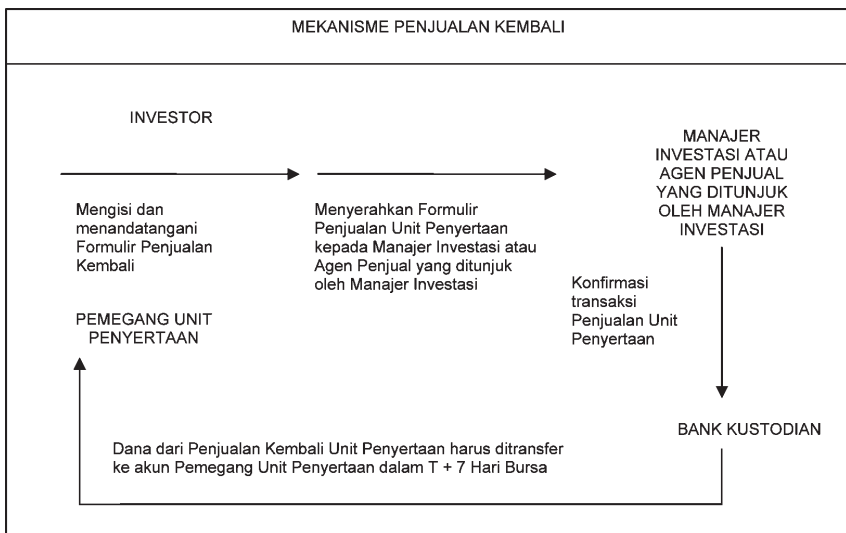 MEKANISME PENJUALAN KEMBALI
INVESTOR
Mengisi dan
menandatangani
Formulir Penjualan
Kembali
Menyerahkan Formulir
Penjualan Unit Penyertaan
kepada Manajer Investasi atau
Agen Penjual yang ditunjuk
oleh Manajer Investasi
MANAJER
INVESTASI ATAU
AGEN PENJUAL
YANG DITUNJUK
OLEH MANAJER
INVESTASI
Konfirmasi
transaksi
Penjualan Unit
Penyertaan
PEMEGANG UNIT
PENYERTAAN
BANK KUSTODIAN
Dana dari Penjualan Kembali Unit Penyertaan harus ditransfer
ke akun Pemegang Unit Penyertaan dalam T + 7 Hari Bursa